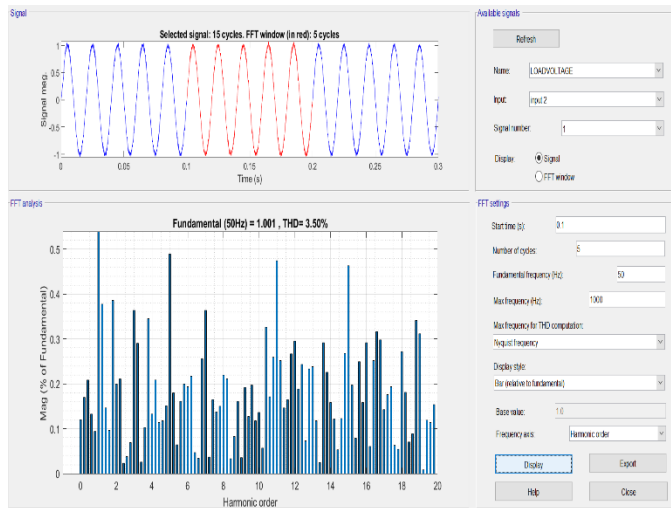 Signal
Selected signal: 15 cycles. FFT window (in red): 5 cycles
Signal mag.
1
0
-1
0 0.05 0.1 0.15 0.2 0.25 0.3
Time (s)
Available signals
Refresh
Name: LOADVOLTAGE
Input: input 2
Signal number: 1
Display: Signal
FFT window
FFT analysis
Fundamental (50Hz) = 1.001 , THD= 3.50%
Mag (% of Fundamental)
0.5
0.4
0.3
0.2
0.1
0
0 2 4 6 8 10 12 14 16 18 20
Harmonic order
FFT settings
Start time (s): 0.1
Number of cycles: 5
Fundamental frequency (Hz): 50
Max frequency (Hz): 1000
Max frequency for THD computation:
Nyquist frequency
Display style:
Bar (relative to fundamental)
Base value: 1.0
Frequency axis: Harmonic order
Display Export
Help Close